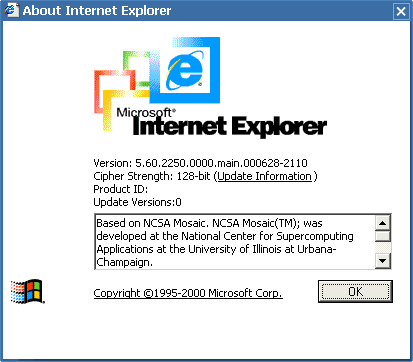 About Internet Explorer
Microsoft®
Internet Explorer
Version: 5.60.2250.0000.main.000628-2110
Cipher Strength: 128-bit (Update Information )
Product ID:
Update Versions:0
Based on NCSA Mosaic. NCSA Mosaic(TM); was
developed at the National Center for Supercomputing
Applications at the University of Illinois at Urbana-
Champaign.
Copyright ©1995-2000 Microsoft Corp.
OK